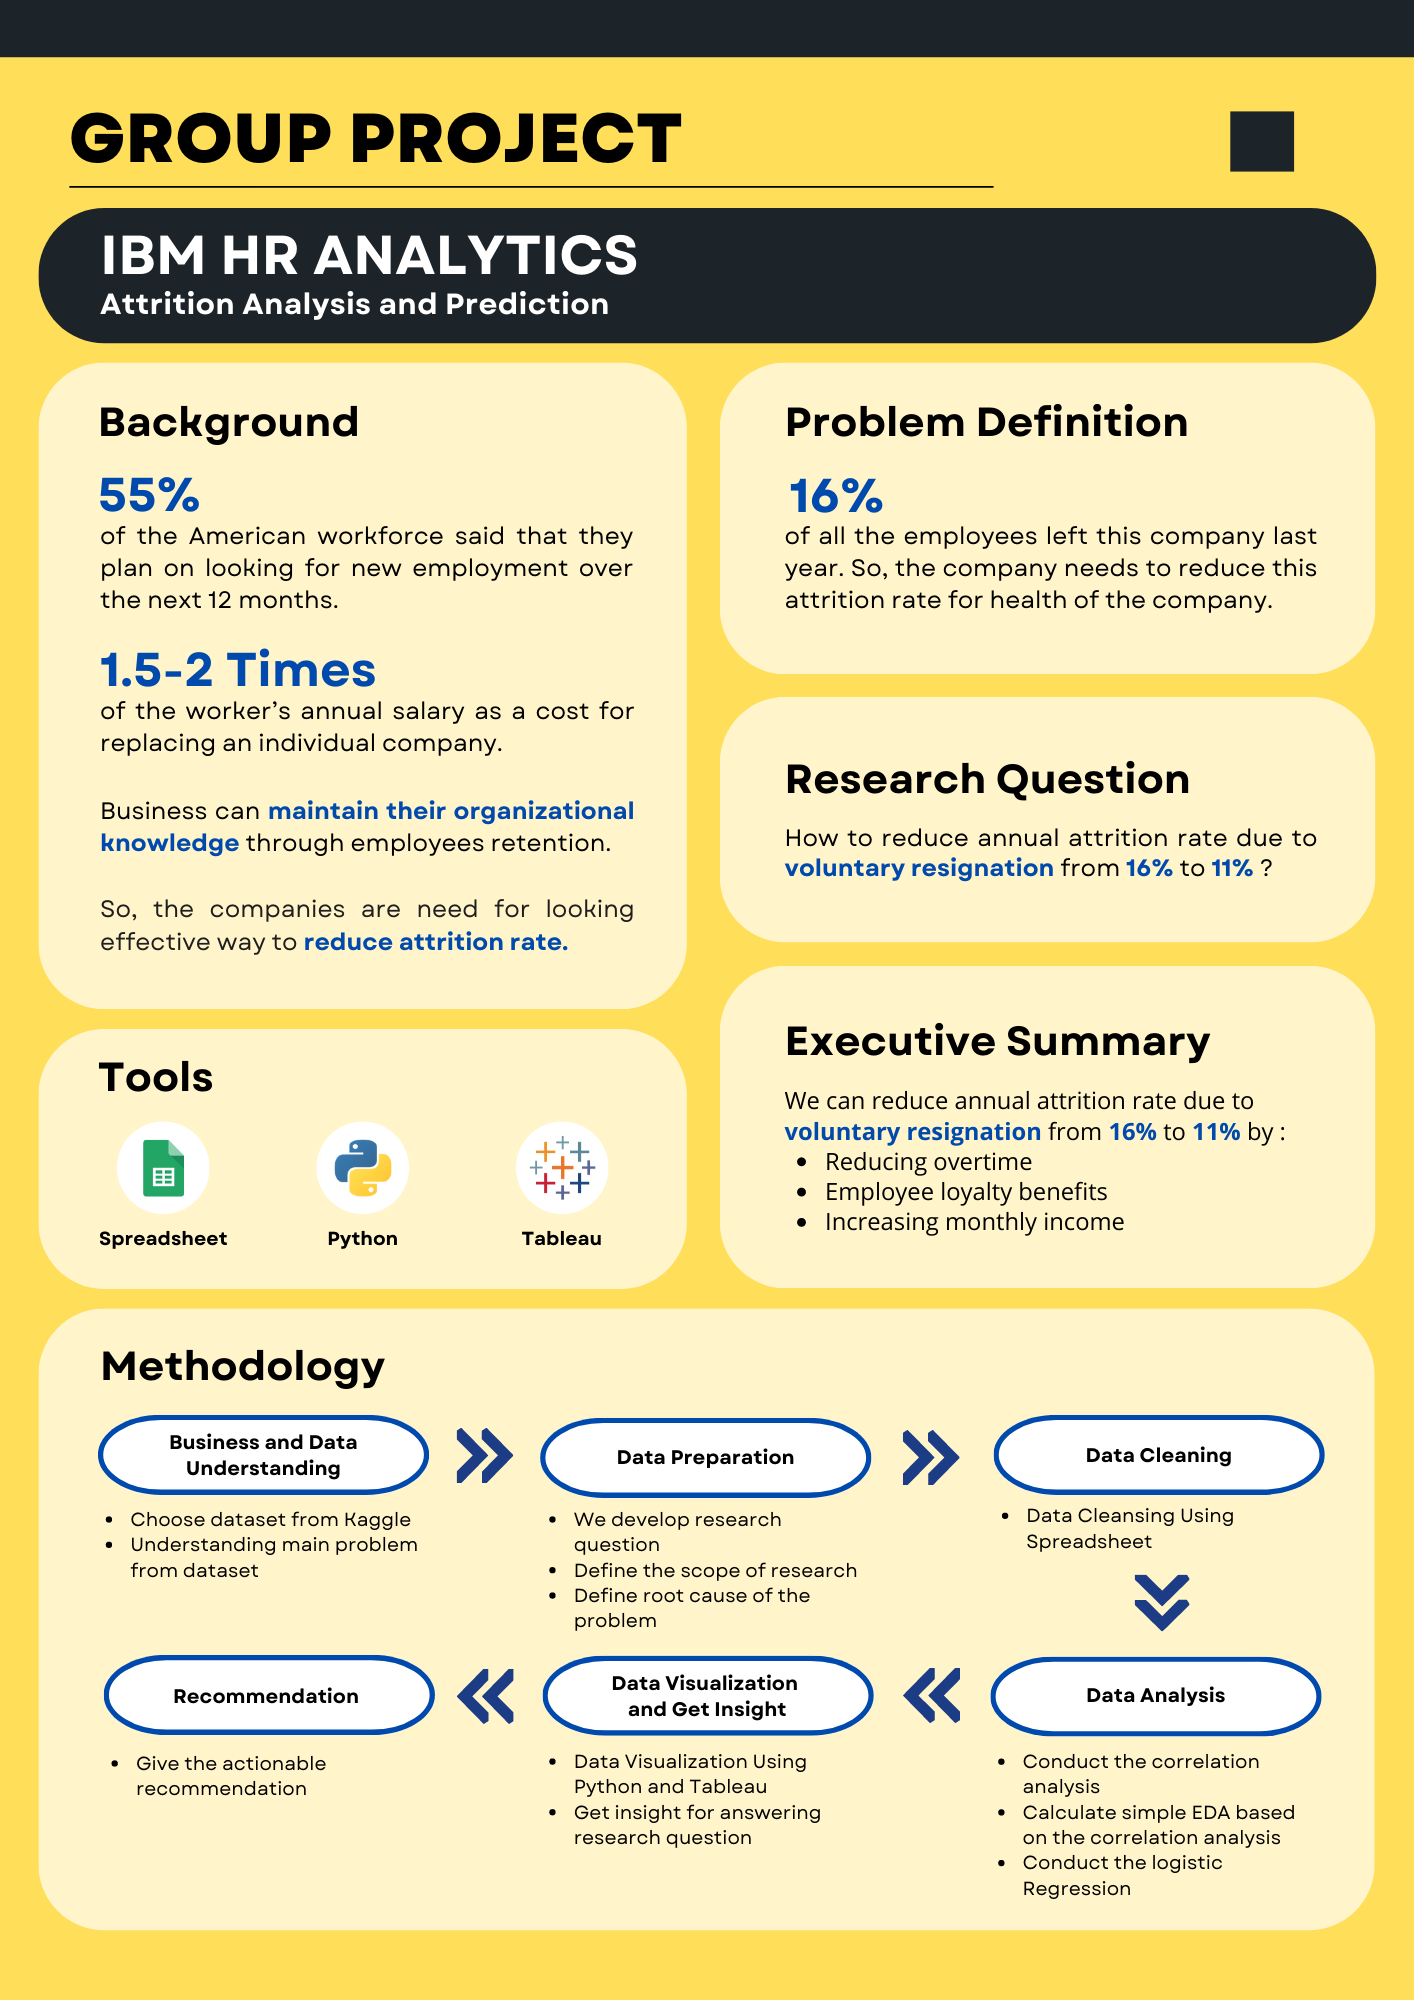 GROUP PROJECT
IBM HR ANALYTICS
Attrition Analysis and Prediction
Background
55%
of the American workforce said that they
plan on looking for new employment over
the next 12 months.
1.5-2 Times
of the worker’s annual salary as a cost for
replacing an individual company.
Business can maintain their organizational
knowledge through employees retention.
So, the companies are need for looking
effective way to reduce attrition rate.
Problem Definition
16%
of all the employees left this company last
year. So, the company needs to reduce this
attrition rate for health of the company.
Research Question
How to reduce annual attrition rate due to
voluntary resignation from 16% to 11% ?
Tools
Spreadsheet
Python
Tableau
Executive Summary
We can reduce annual attrition rate due to
voluntary resignation from 16% to 11% by :
• Reducing overtime
• Employee loyalty benefits
• Increasing monthly income
Methodology
Business and Data
Understanding
• Choose dataset from Kaggle
• Understanding main problem
from dataset
Data Preparation
• We develop research
question
• Define the scope of research
• Define root cause of the
problem
Data Cleaning
• Data Cleansing Using
Spreadsheet
Data Analysis
• Conduct the correlation
analysis
• Calculate simple EDA based
on the correlation analysis
• Conduct the logistic
Regression
Data Visualization
and Get Insight
• Data Visualization Using
Python and Tableau
• Get insight for answering
research question
Recommendation
• Give the actionable
recommendation